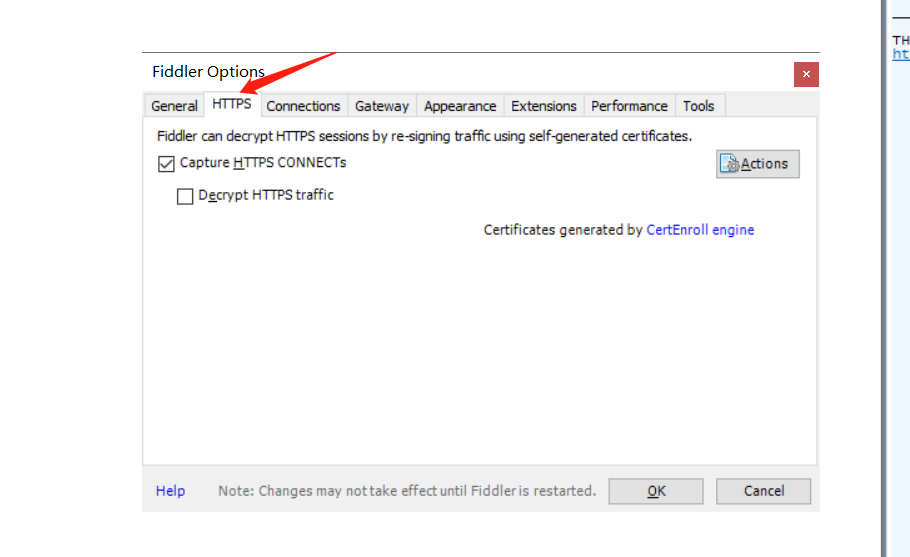 TH
ht
Fiddler Options
General HTTPS Connections Gateway Appearance Extensions Performance Tools
Fiddler can decrypt HTTPS sessions by re-signing traffic using self-generated certificates.
Capture HTTPS CONNECTs
Actions
Decrypt HTTPS traffic
Certificates generated by CertEnroll engine
Help
Note: Changes may not take effect until Fiddler is restarted.
OK
Cancel